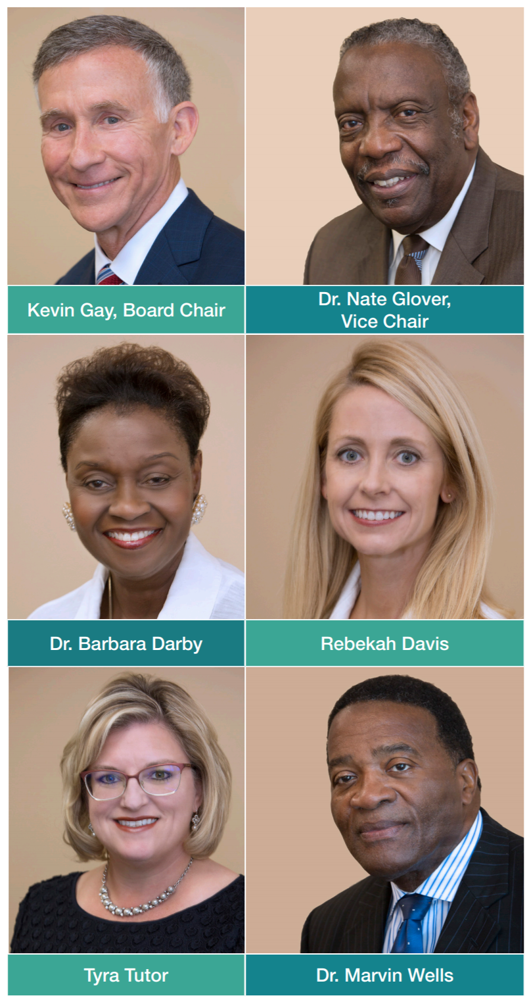 Kevin Gay, Board Chair
Dr. Nate Glover,
Vice Chair
Dr. Barbara Darby
Rebekah Davis
Tyra Tutor
Dr. Marvin Wells